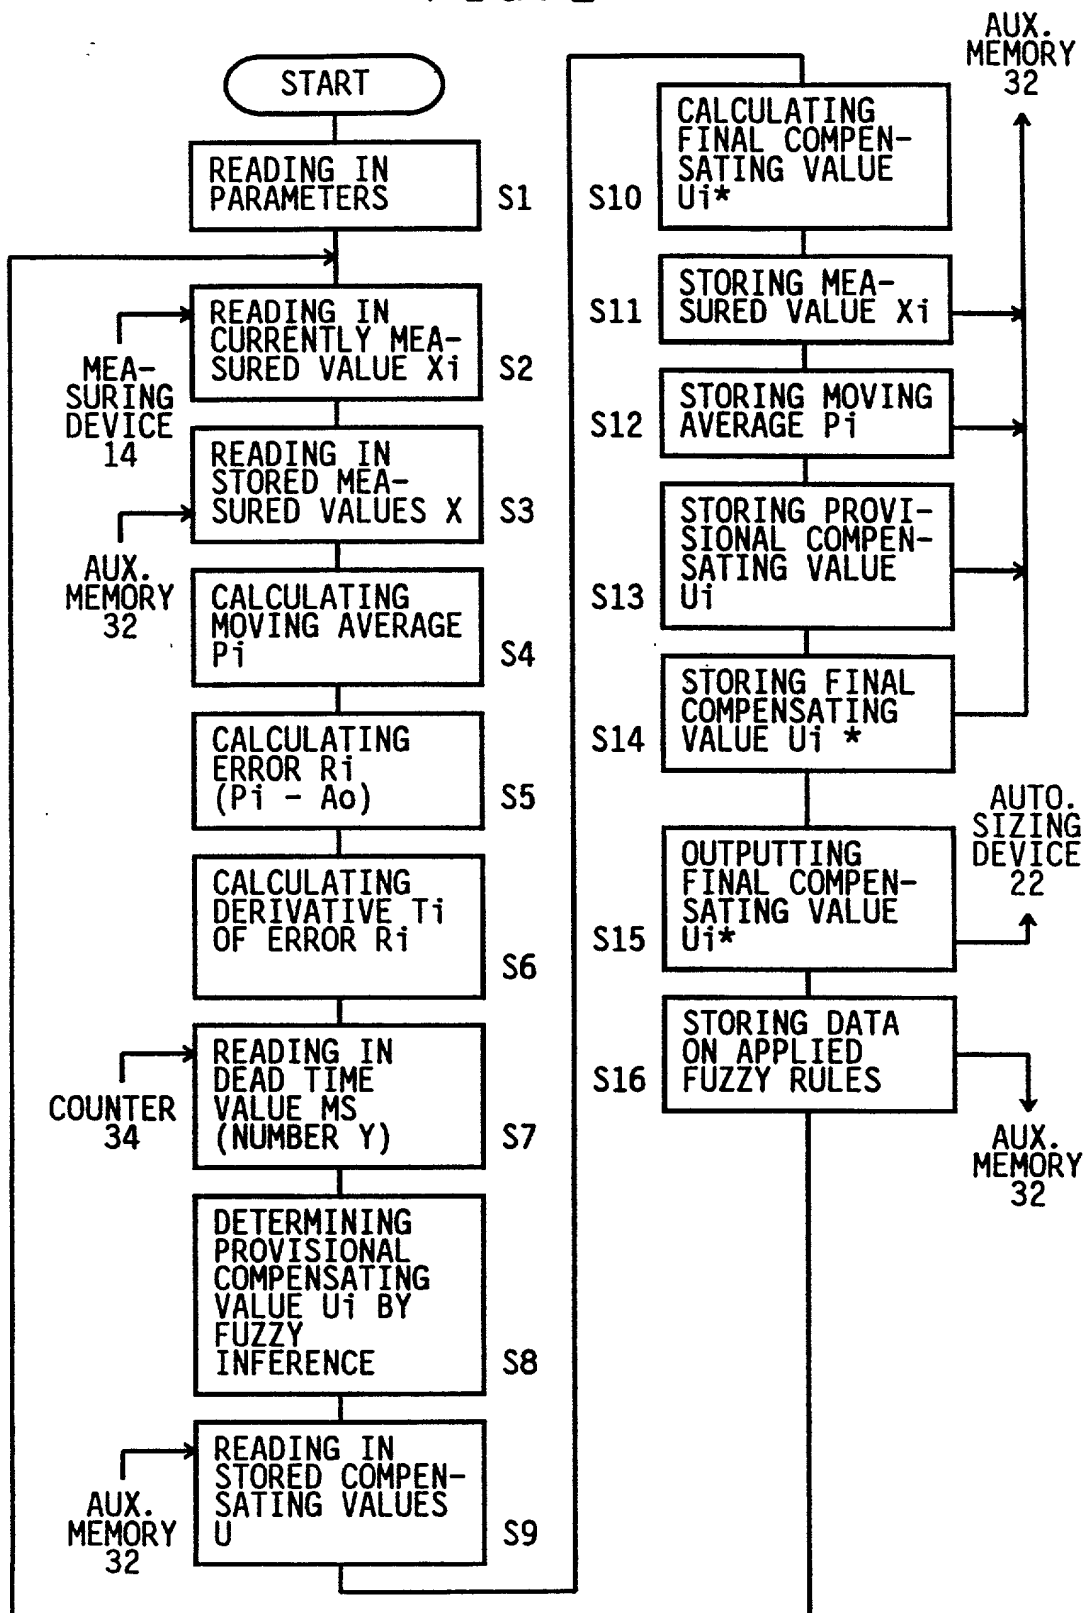 START
READING IN
PARAMETERS
S1
READING IN
CURRENTLY MEA-
SURED VALUE Xi
S2
MEA-
SURING
DEVICE
14
READING IN
STORED MEA-
SURED VALUES X
S3
AUX.
MEMORY
32
CALCULATING
MOVING AVERAGE
Pi
S4
CALCULATING
ERROR Ri
(Pi - Ao)
S5
CALCULATING
DERIVATIVE Ti
OF ERROR Ri
S6
READING IN
DEAD TIME
VALUE MS
(NUMBER Y)
S7
COUNTER
34
DETERMINING
PROVISIONAL
COMPENSATING
VALUE Ui BY
FUZZY
INFERENCE
S8
READING IN
STORED COMPEN-
SATING VALUES
U
S9
AUX.
MEMORY
32
CALCULATING
FINAL COMPEN-
SATING VALUE
Ui*
S10
AUX.
MEMORY
32
STORING MEA-
SURED VALUE Xi
S11
STORING MOVING
AVERAGE Pi
S12
STORING PROVI-
SIONAL COMPEN-
SATING VALUE
Ui
S13
STORING FINAL
COMPENSATING
VALUE Ui *
S14
OUTPUTTING
FINAL COMPEN-
SATING VALUE
Ui*
S15
AUTO.
SIZING
DEVICE
22
STORING DATA
ON APPLIED
FUZZY RULES
S16
AUX.
MEMORY
32